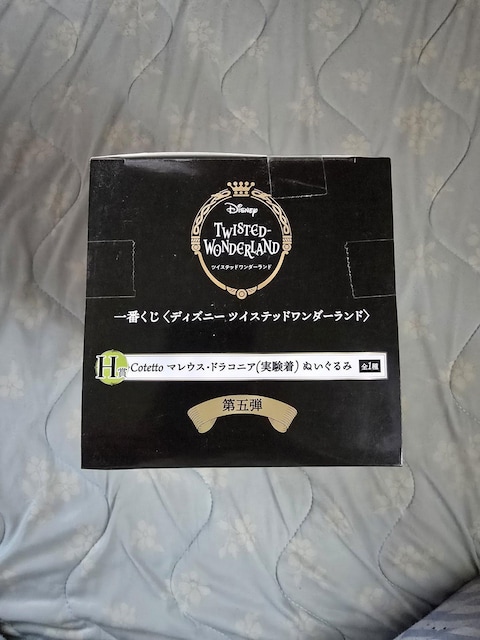 Disney
TWISTED-
WONDERLAND
ツイステッドワンダーランド
一番くじ〈ディズニー ツイステッドワンダーランド〉
H賞 Cotetto マレウス・ドラコニア(実験着) ぬいぐるみ 全1種
第五弾